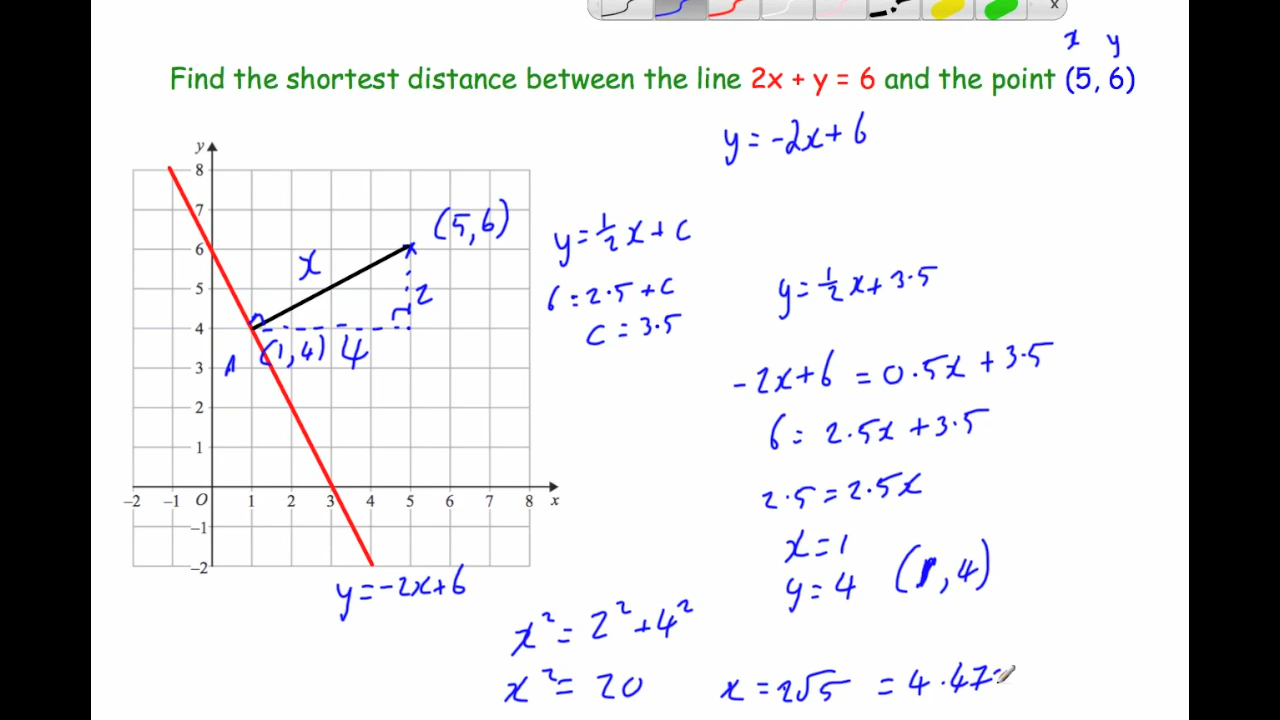 x y
Find the shortest distance between the line 2x + y = 6 and the point (5, 6)
y = -2x + 6
y
8
7
6
5
4
3
2
1
-2 -1 O 1 2 3 4 5 6 7 8 x
-1
-2
(5, 6)
x
2
(1, 4) 4
A
y = -2x + 6
y = 1/2 x + c
6 = 2.5 + c
c = 3.5
y = 1/2 x + 3.5
-2x + 6 = 0.5x + 3.5
6 = 2.5x + 3.5
2.5 = 2.5x
x = 1
y = 4 (1, 4)
x² = 2² + 4²
x² = 20
x = 2√5 = 4.47